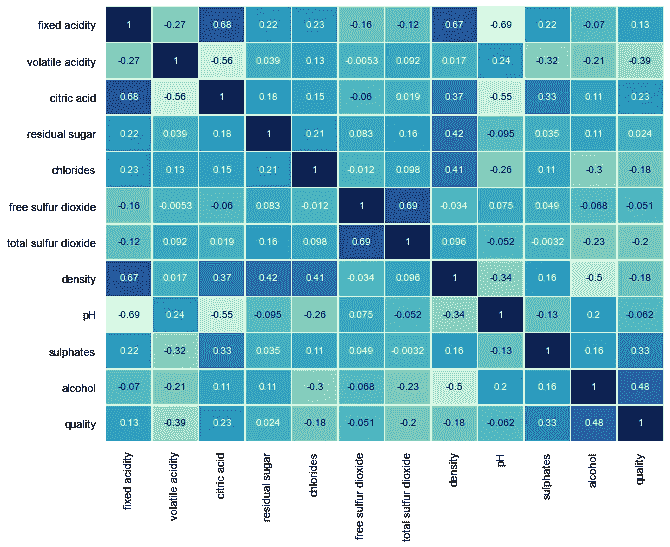 fixed acidity 1 -0.27 0.68 0.22 0.23 -0.16 -0.12 0.67 -0.69 0.22 -0.07 0.13
volatile acidity -0.27 1 -0.56 0.039 0.13 -0.0053 0.092 0.017 0.24 -0.32 -0.21 -0.39
citric acid 0.68 -0.56 1 0.18 0.15 -0.06 0.019 0.37 -0.55 0.33 0.11 0.23
residual sugar 0.22 0.039 0.18 1 0.21 0.083 0.16 0.42 -0.095 0.035 0.11 0.024
chlorides 0.23 0.13 0.15 0.21 1 -0.012 0.098 0.41 -0.26 0.11 -0.3 -0.18
free sulfur dioxide -0.16 -0.0053 -0.06 0.083 -0.012 1 0.69 -0.034 0.075 0.049 -0.068 -0.051
total sulfur dioxide -0.12 0.092 0.019 0.16 0.098 0.69 1 0.096 -0.052 -0.0032 -0.23 -0.2
density 0.67 0.017 0.37 0.42 0.41 -0.034 0.096 1 -0.34 0.16 -0.5 -0.18
pH -0.69 0.24 -0.55 -0.095 -0.26 0.075 -0.052 -0.34 1 -0.13 0.2 -0.062
sulphates 0.22 -0.32 0.33 0.035 0.11 0.049 -0.0032 0.16 -0.13 1 0.16 0.33
alcohol -0.07 -0.21 0.11 0.11 -0.3 -0.068 -0.23 -0.5 0.2 0.16 1 0.48
quality 0.13 -0.39 0.23 0.024 -0.18 -0.051 -0.2 -0.18 -0.062 0.33 0.48 1
fixed acidity
volatile acidity
citric acid
residual sugar
chlorides
free sulfur dioxide
total sulfur dioxide
density
pH
sulphates
alcohol
quality